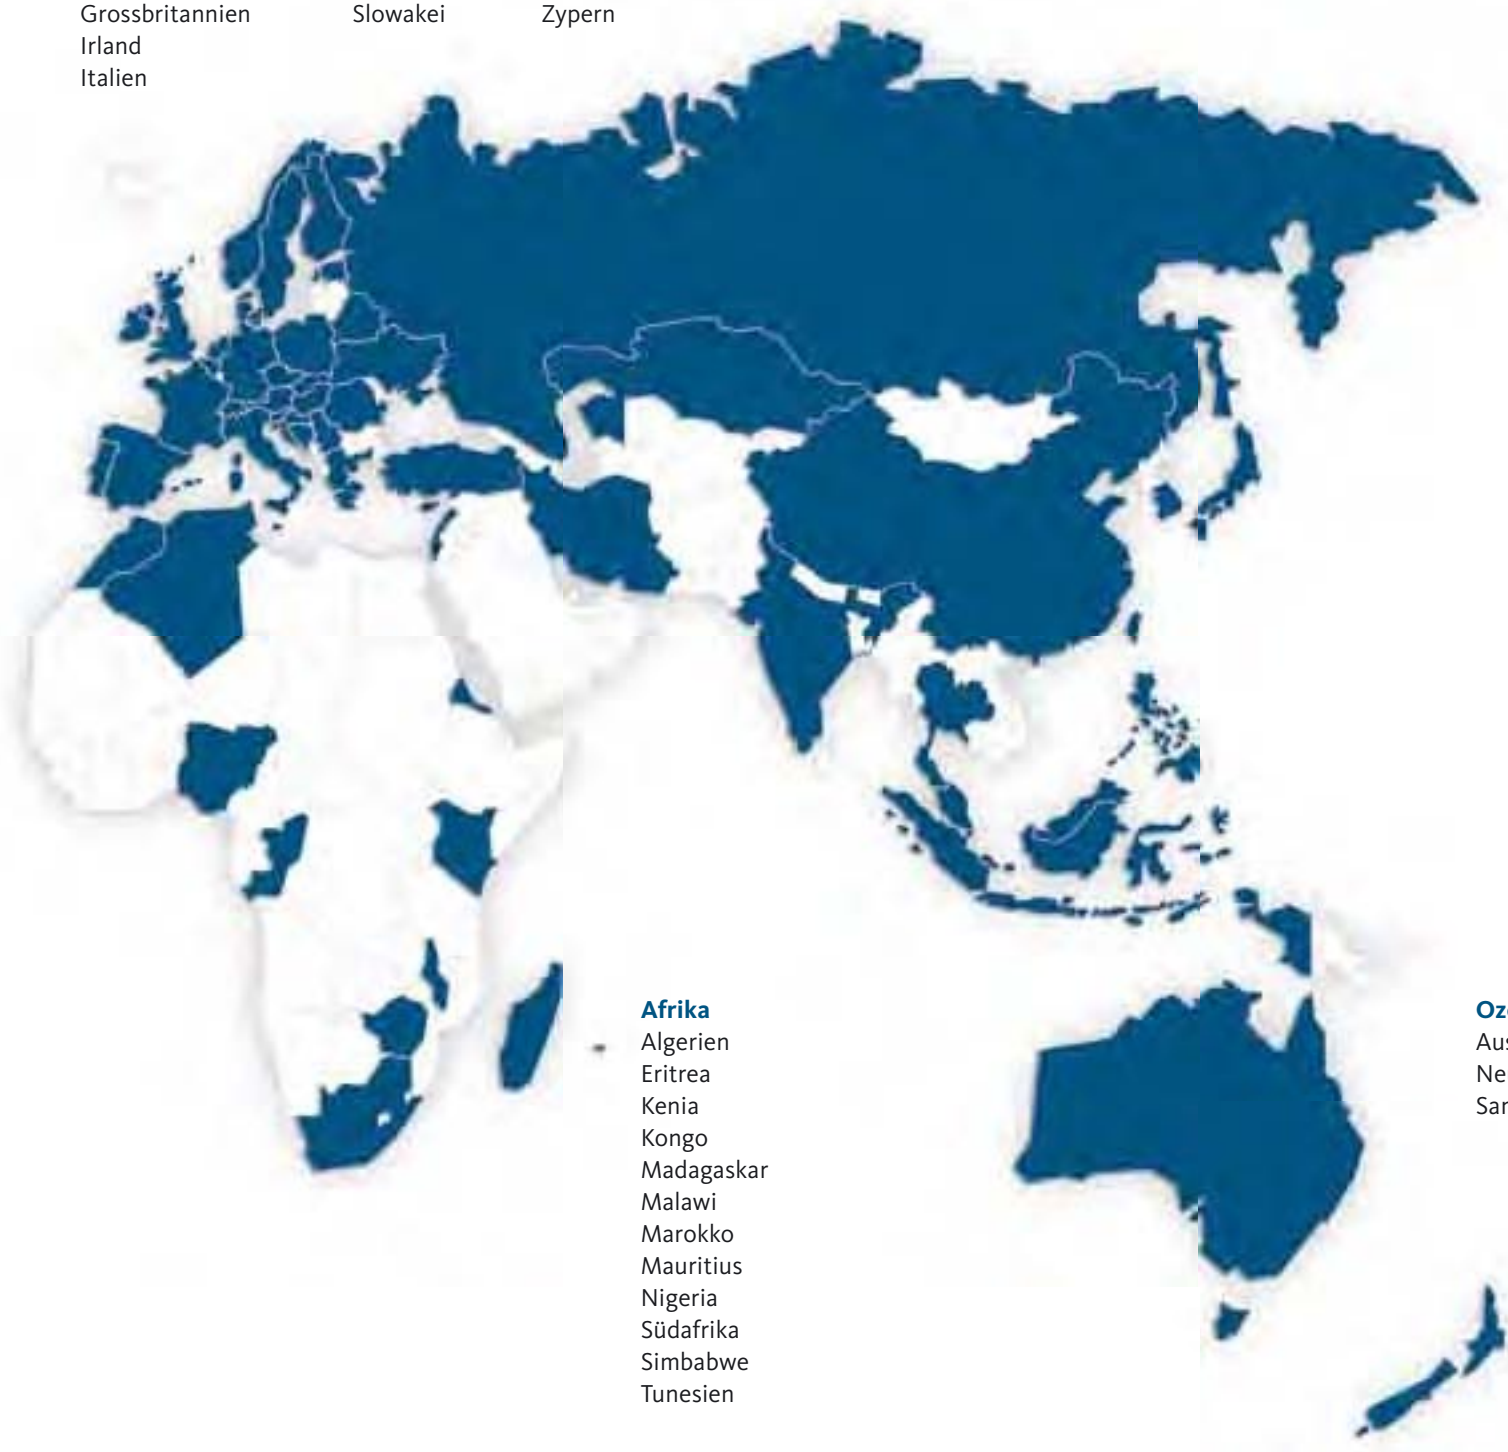 Grossbritannien
Irland
Italien
Slowakei
Zypern
Afrika
Algerien
Eritrea
Kenia
Kongo
Madagaskar
Malawi
Marokko
Mauritius
Nigeria
Südafrika
Simbabwe
Tunesien